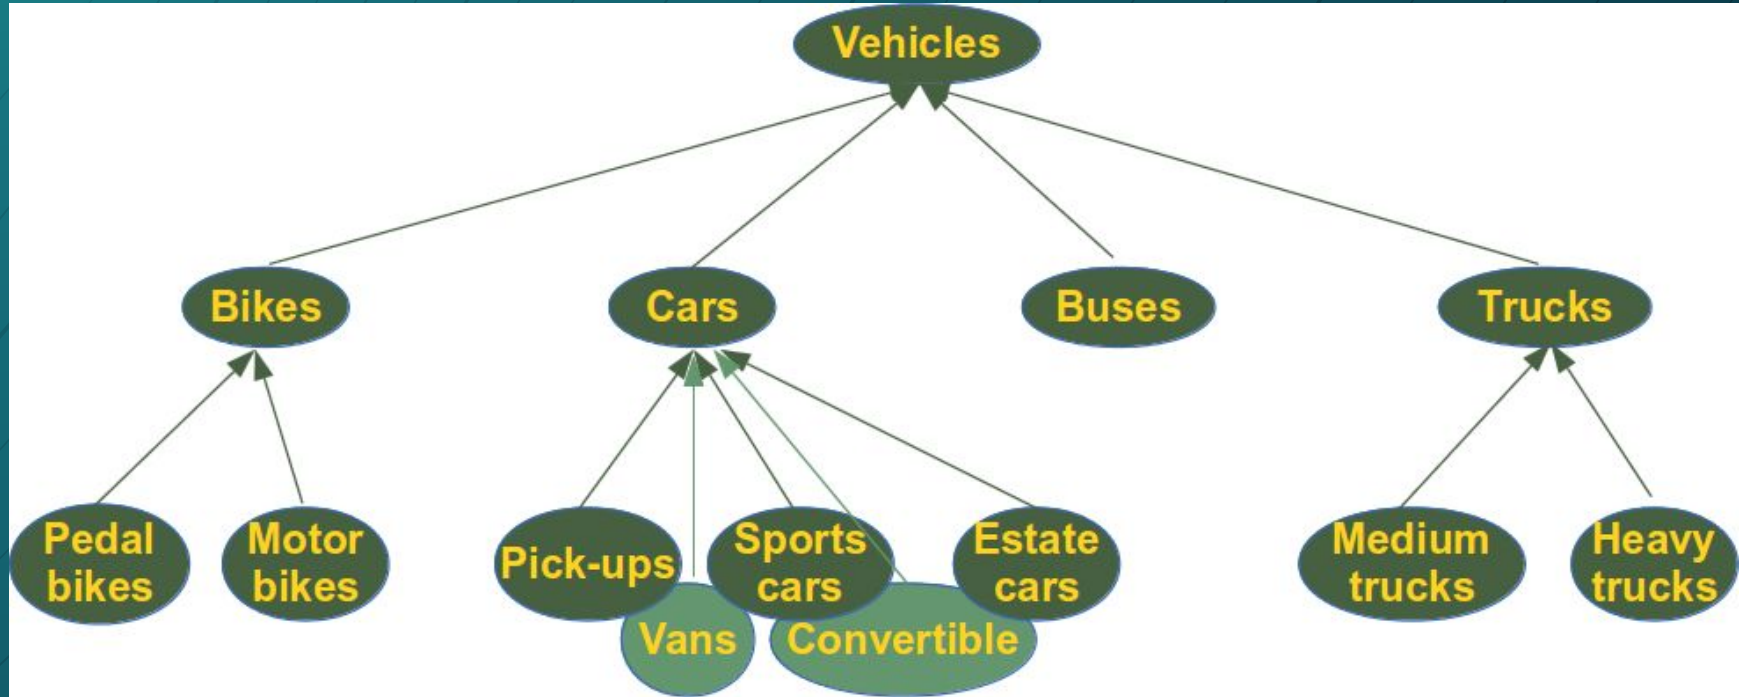 Vehicles
Bikes
Cars
Buses
Trucks
Pedal
bikes
Motor
bikes
Pick-ups
Sports
cars
Estate
cars
Medium
trucks
Heavy
trucks
Vans
Convertible